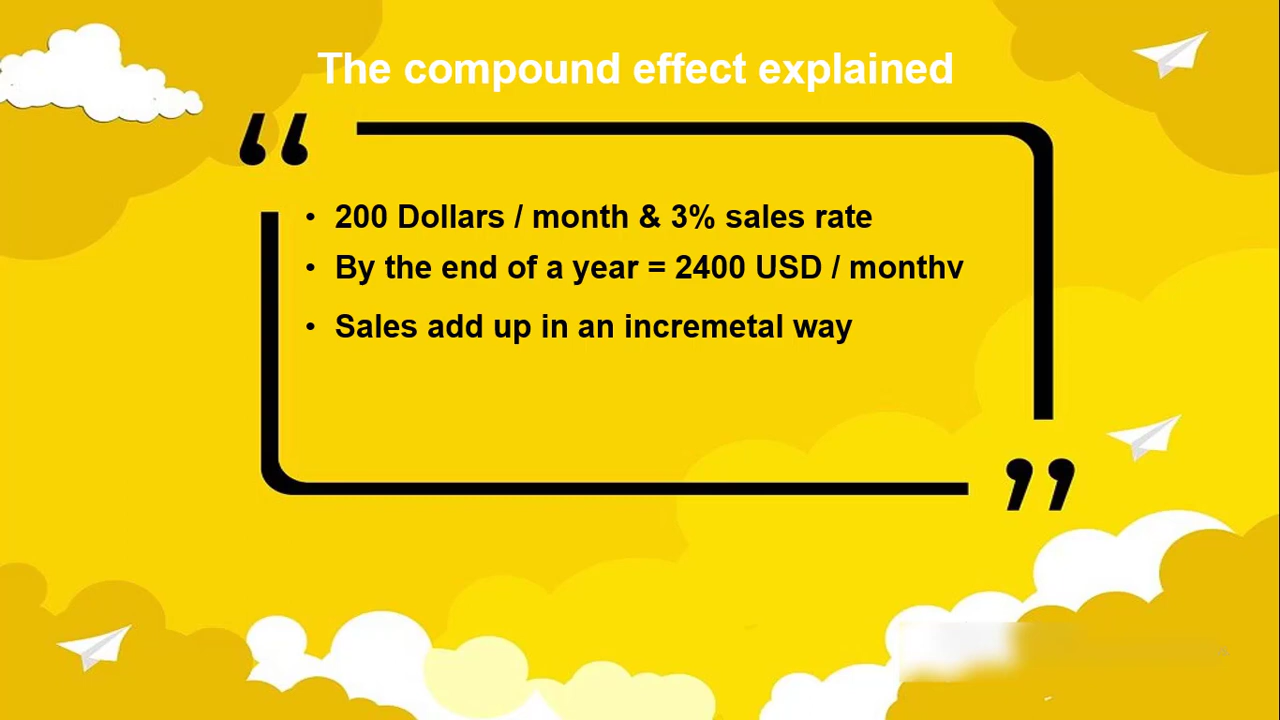 The compound effect explained
• 200 Dollars / month & 3% sales rate
• By the end of a year = 2400 USD / monthv
• Sales add up in an incremetal way